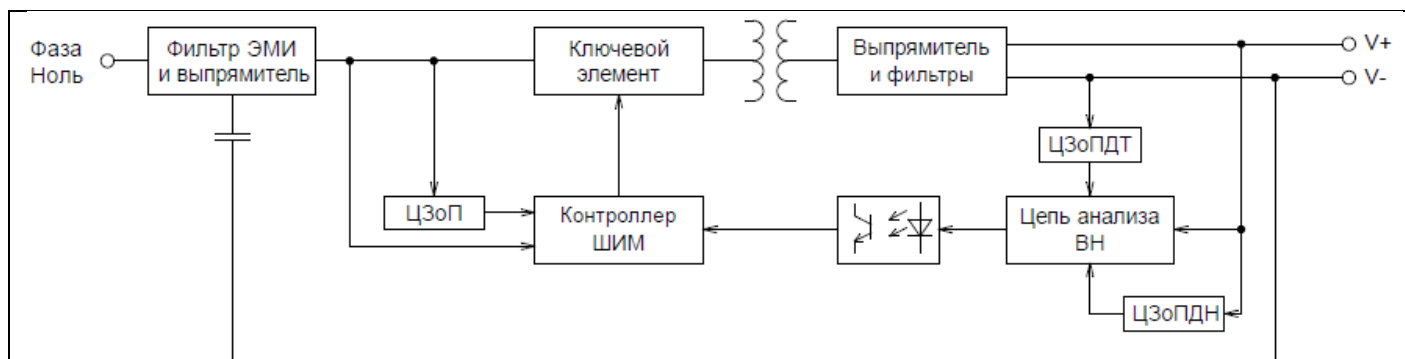 Фаза
Ноль
Фильтр ЭМИ
и выпрямитель
Ключевой
элемент
Выпрямитель
и фильтры
V+
V-
ЦЗоПДТ
ЦЗоП
Контроллер
ШИМ
Цепь анализа
ВН
ЦЗоПДН